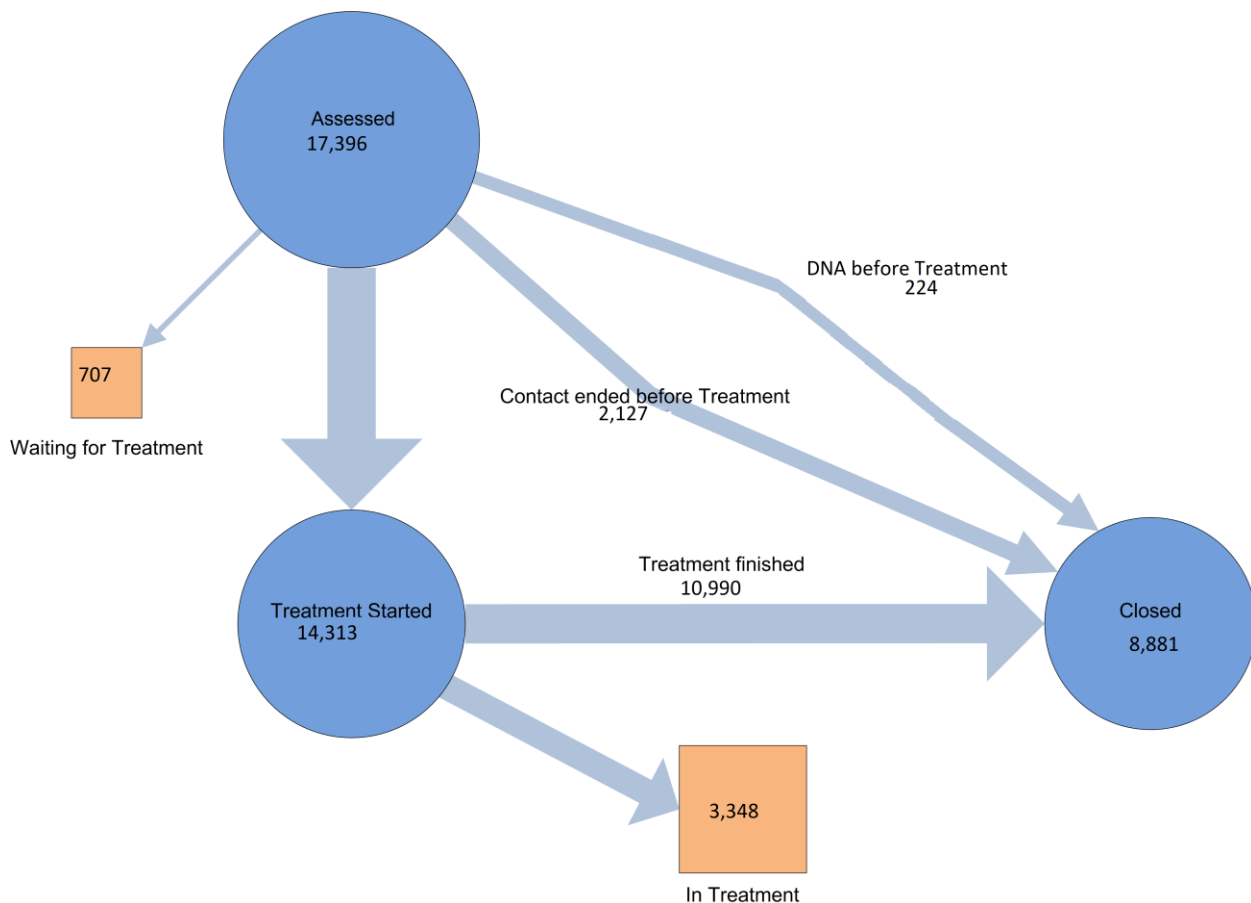 Assessed
17,396
DNA before Treatment
224
707
Waiting for Treatment
Contact ended before Treatment
2,127
Treatment finished
10,990
Treatment Started
14,313
Closed
8,881
3,348
In Treatment